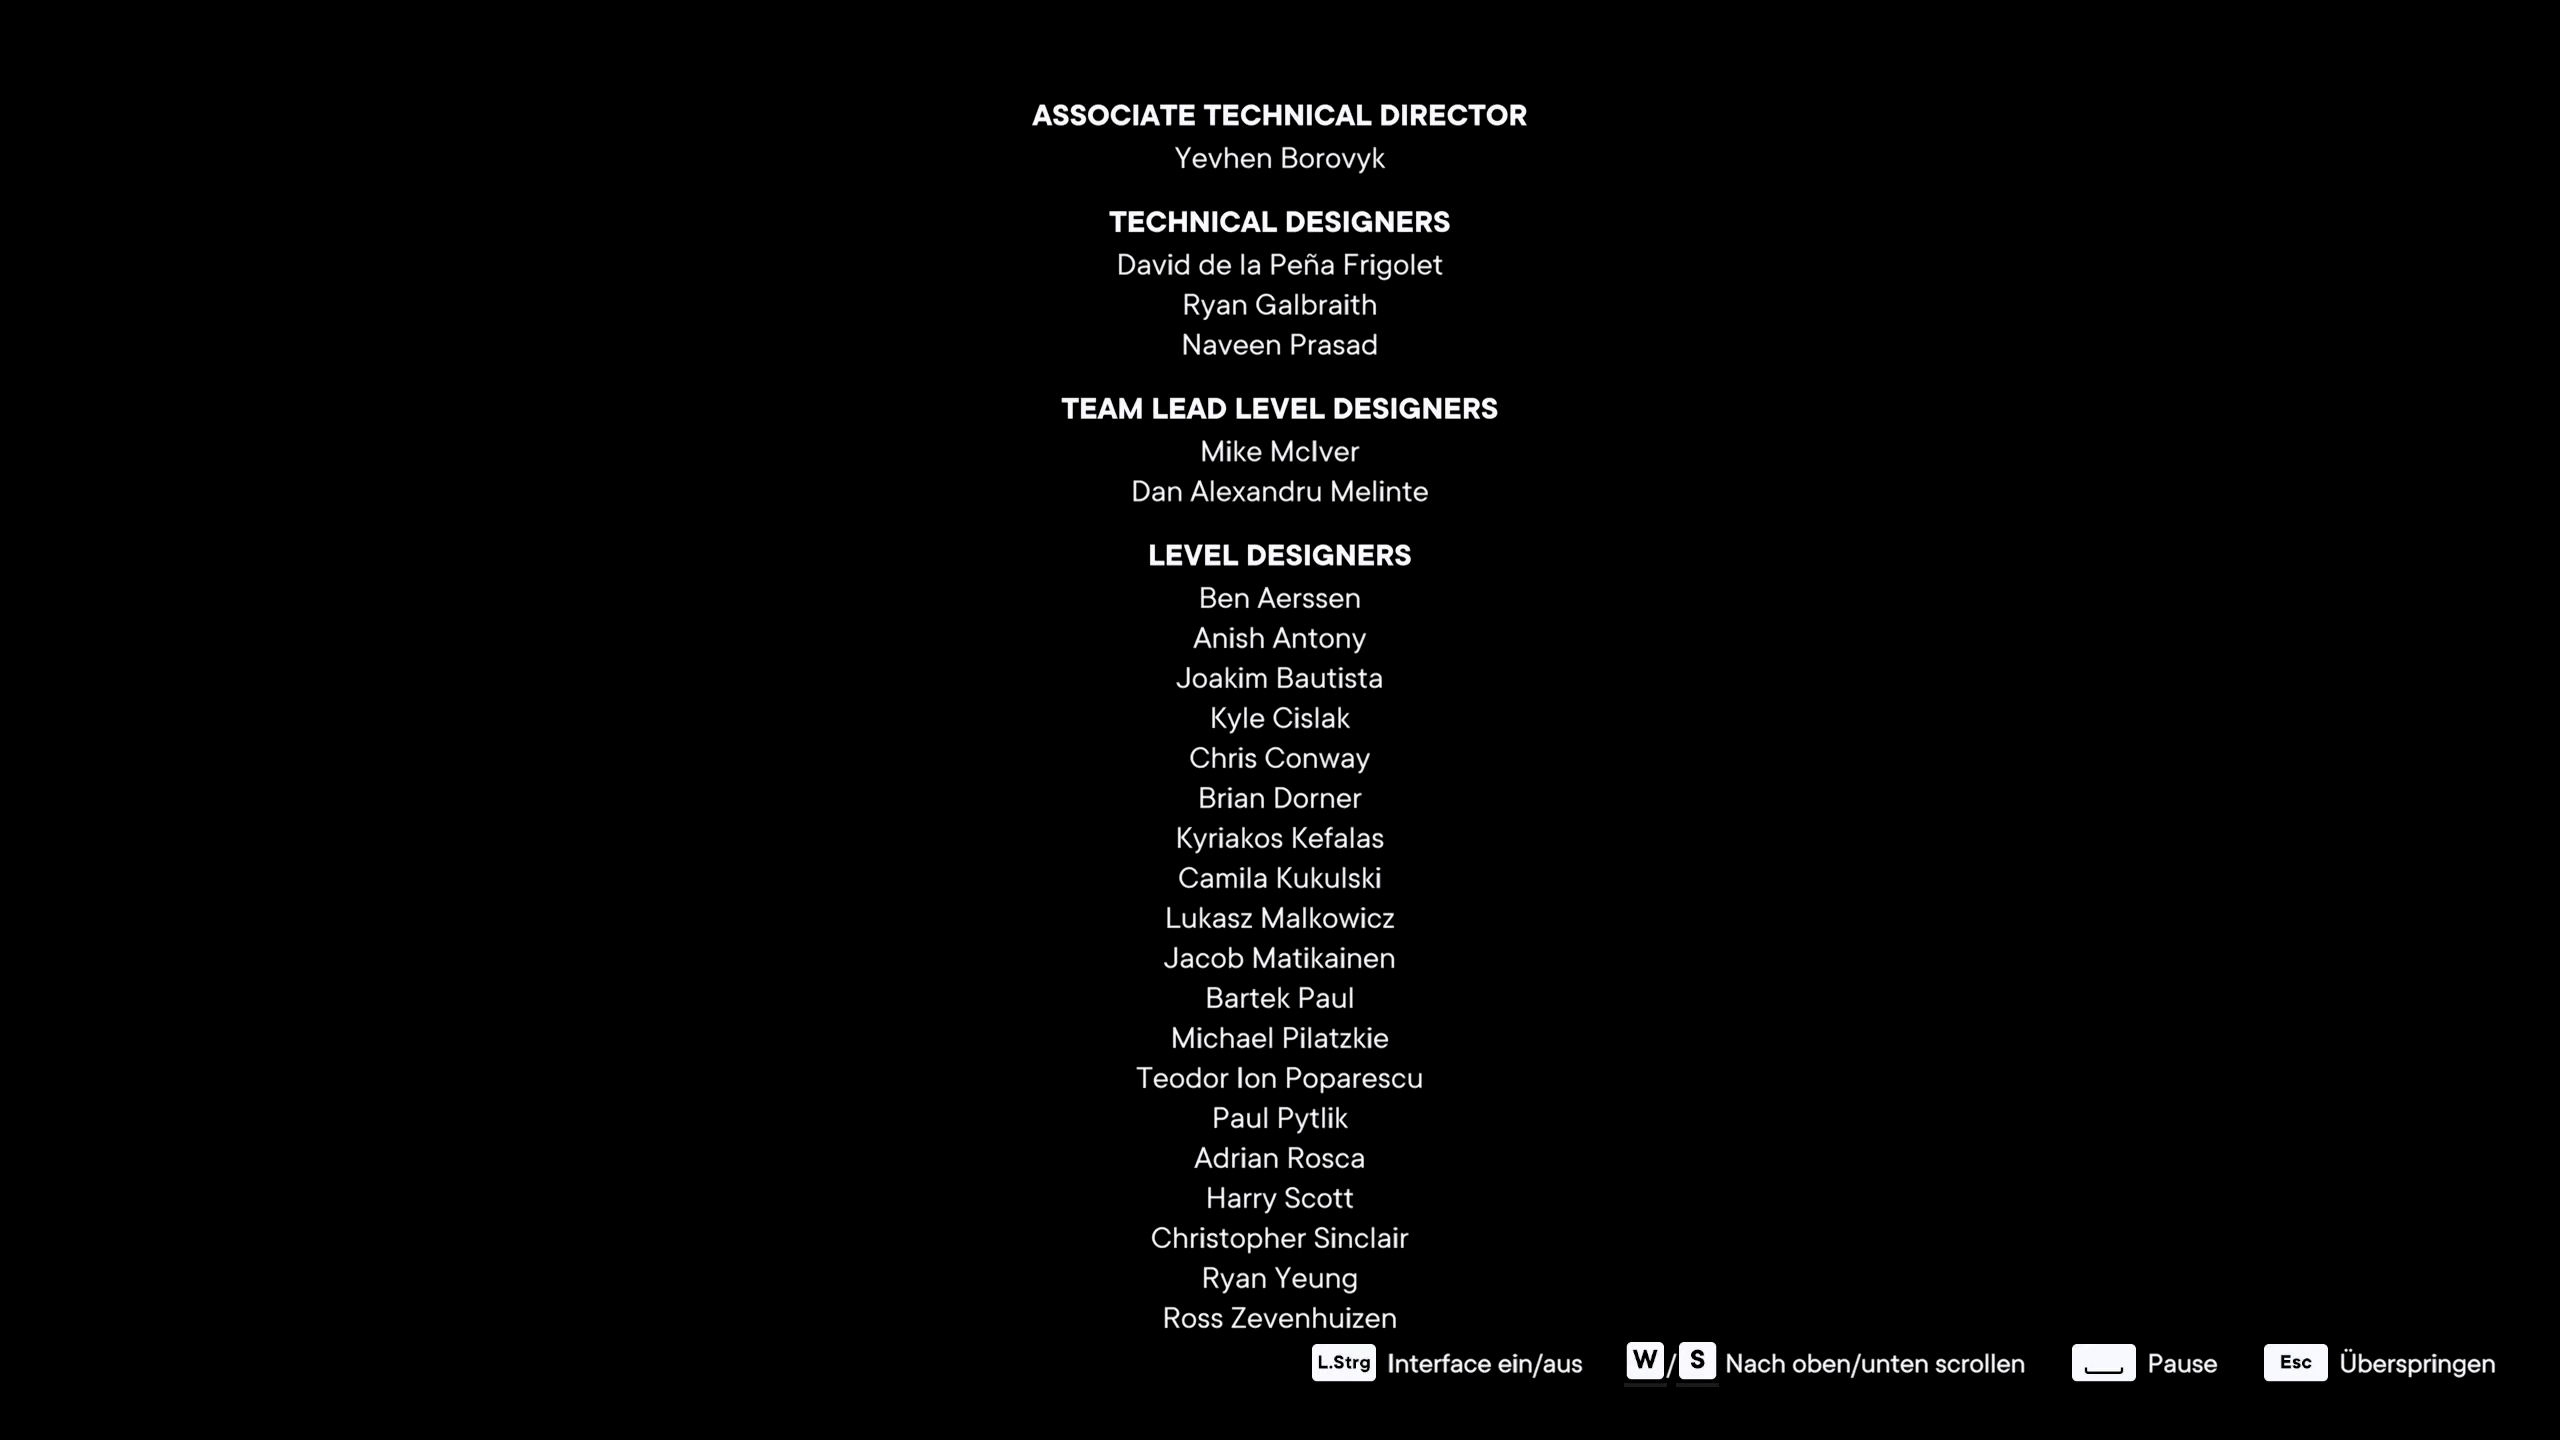 ASSOCIATE TECHNICAL DIRECTOR
Yevhen Borovyk
TECHNICAL DESIGNERS
David de la Peña Frigolet
Ryan Galbraith
Naveen Prasad
TEAM LEAD LEVEL DESIGNERS
Mike McIver
Dan Alexandru Melinte
LEVEL DESIGNERS
Ben Aerssen
Anish Antony
Joakim Bautista
Kyle Cislak
Chris Conway
Brian Dorner
Kyriakos Kefalas
Camila Kukulski
Lukasz Malkowicz
Jacob Matikainen
Bartek Paul
Michael Pilatzkie
Teodor Ion Poparescu
Paul Pytlik
Adrian Rosca
Harry Scott
Christopher Sinclair
Ryan Yeung
Ross Zevenhuizen
L.Strg Interface ein/aus W/S Nach oben/unten scrollen Pause Esc Überspringen